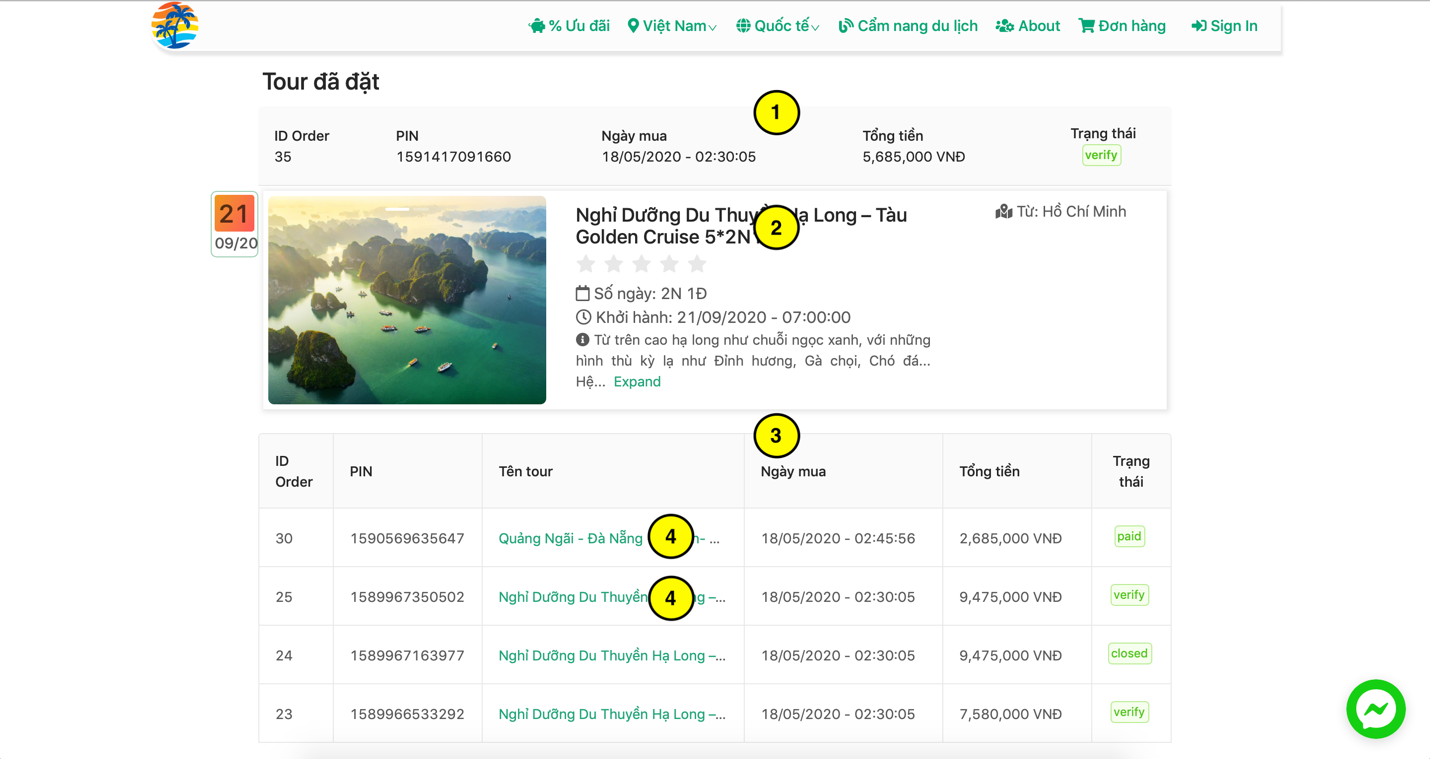 % Ưu đãi Việt Nam Quốc tế Cẩm nang du lịch About Đơn hàng Sign In
Tour đã đặt
1
ID Order PIN Ngày mua Tổng tiền Trạng thái
35 1591417091660 18/05/2020 - 02:30:05 5,685,000 VNĐ verify
21
09/20
Nghỉ Dưỡng Du Thuyền Hạ Long – Tàu
Golden Cruise 5*2N
2
Từ: Hồ Chí Minh
Số ngày: 2N 1Đ
Khởi hành: 21/09/2020 - 07:00:00
Từ trên cao hạ long như chuỗi ngọc xanh, với những
hình thù kỳ lạ như Đỉnh hương, Gà chọi, Chó đá...
Hệ... Expand
3
ID Order PIN Tên tour Ngày mua Tổng tiền Trạng thái
30 1590569635647 Quảng Ngãi - Đà Nẵng 4 n- ... 18/05/2020 - 02:45:56 2,685,000 VNĐ paid
25 1589967350502 Nghỉ Dưỡng Du Thuyền 4 g –... 18/05/2020 - 02:30:05 9,475,000 VNĐ verify
24 1589967163977 Nghỉ Dưỡng Du Thuyền Hạ Long –... 18/05/2020 - 02:30:05 9,475,000 VNĐ closed
23 1589966533292 Nghỉ Dưỡng Du Thuyền Hạ Long –... 18/05/2020 - 02:30:05 7,580,000 VNĐ verify